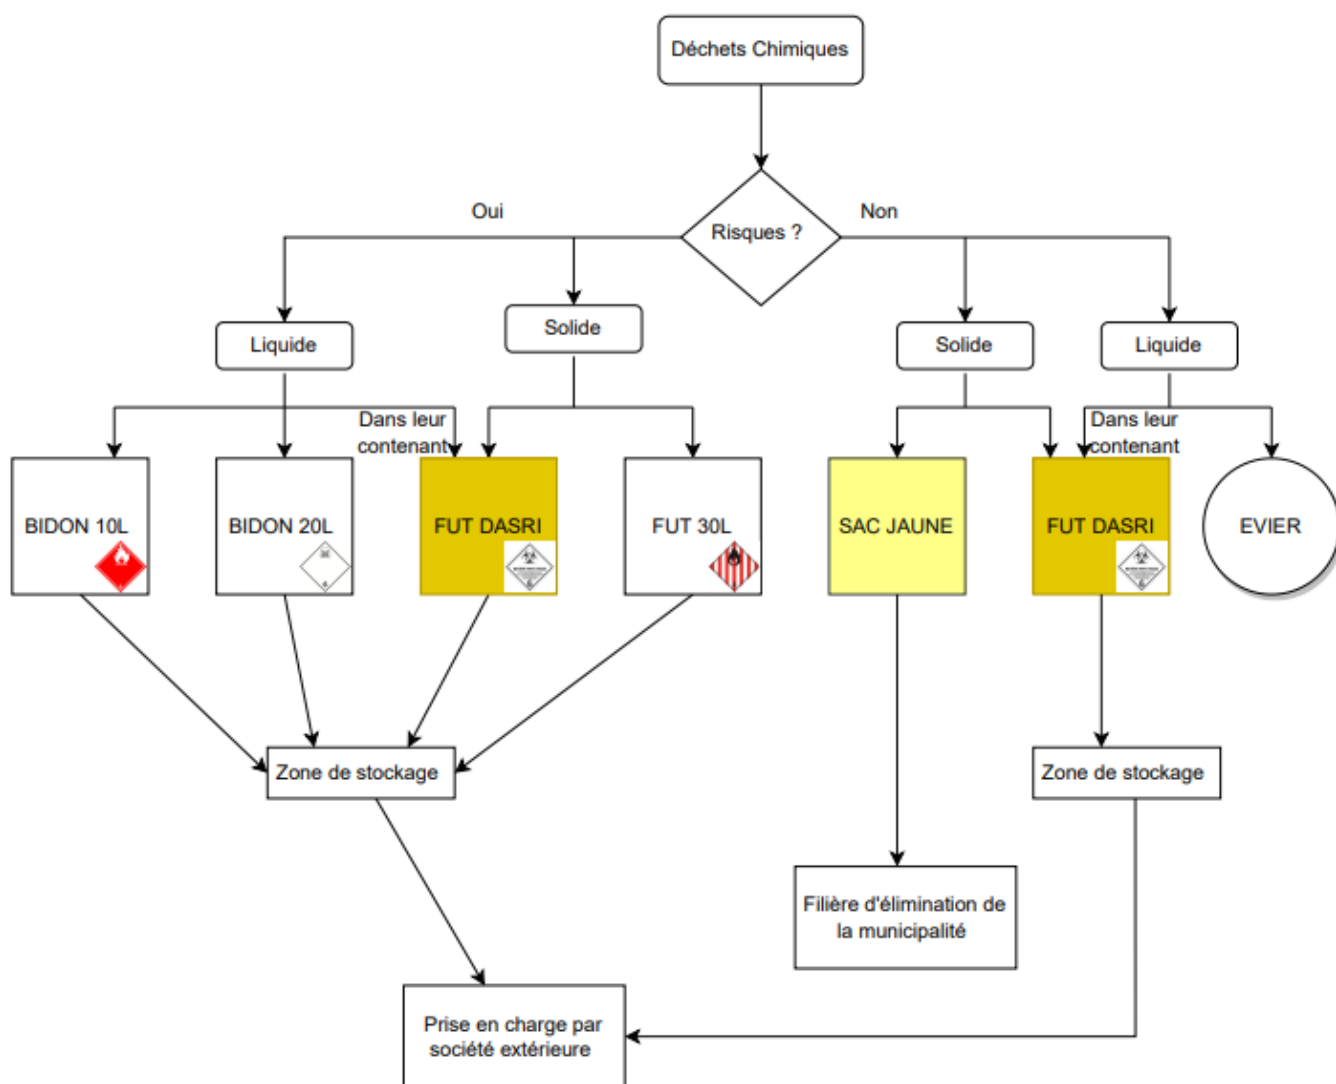 Déchets Chimiques
Oui
Risques ?
Non
Liquide
Solide
Solide
Liquide
Dans leur
contenant
Dans leur
contenant
BIDON 10L
BIDON 20L
FUT DASRI
FUT 30L
SAC JAUNE
FUT DASRI
EVIER
Zone de stockage
Zone de stockage
Filière d'élimination de
la municipalité
Prise en charge par
société extérieure